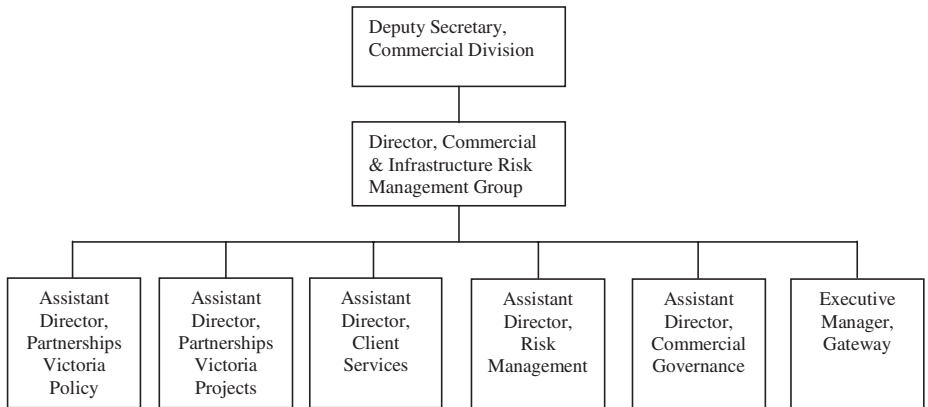 Deputy Secretary,
Commercial Division
Director, Commercial
& Infrastructure Risk
Management Group
Assistant
Director,
Partnerships
Victoria
Policy
Assistant
Director,
Partnerships
Victoria
Projects
Assistant
Director,
Client
Services
Assistant
Director,
Risk
Management
Assistant
Director,
Commercial
Governance
Executive
Manager,
Gateway